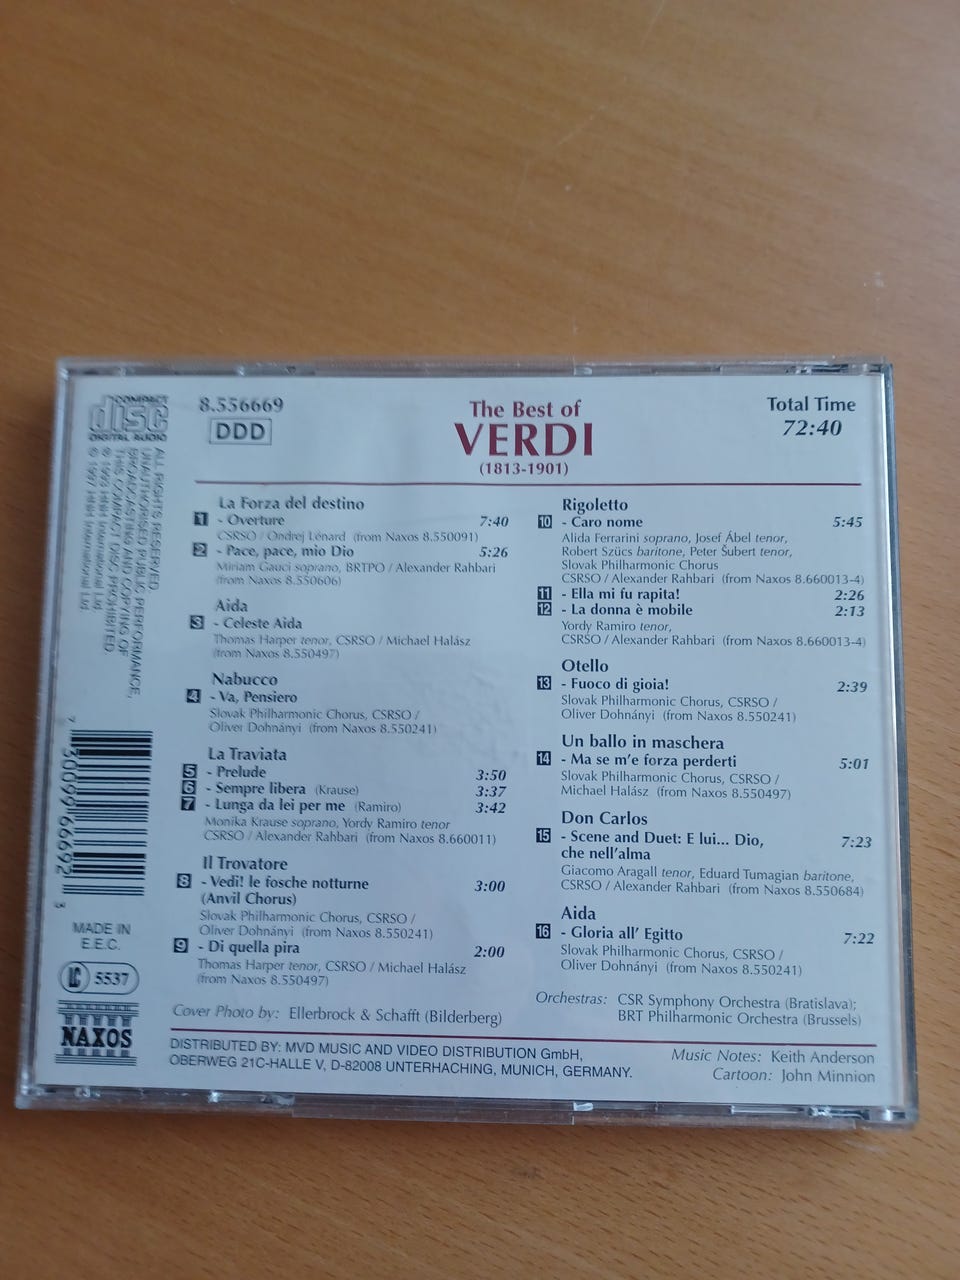 COMPACT
disc
DIGITAL AUDIO
8.556669
DDD
The Best of
VERDI
(1813-1901)
Total Time
72:40
ALL RIGHTS RESERVED.
UNAUTHORISED PUBLIC PERFORMANCE,
BROADCASTING AND COPYING OF
THIS COMPACT DISC PROHIBITED.
℗ 1993 HNH International Ltd.
© 1997 HNH International Ltd.
La Forza del destino
1 - Overture 7:40
CSRSO / Ondrej Lénard (from Naxos 8.550091)
2 - Pace, pace, mio Dio 5:26
Miriam Gauci soprano, BRTPO / Alexander Rahbari
(from Naxos 8.550606)
Aida
3 - Celeste Aida
Thomas Harper tenor, CSRSO / Michael Halász
(from Naxos 8.550497)
Nabucco
4 - Va, Pensiero
Slovak Philharmonic Chorus, CSRSO /
Oliver Dohnányi (from Naxos 8.550241)
La Traviata
5 - Prelude 3:50
6 - Sempre libera (Krause) 3:37
7 - Lunga da lei per me (Ramiro) 3:42
Monika Krause soprano, Yordy Ramiro tenor
CSRSO / Alexander Rahbari (from Naxos 8.660011)
Il Trovatore
8 - Vedi! le fosche notturne 3:00
(Anvil Chorus)
Slovak Philharmonic Chorus, CSRSO /
Oliver Dohnányi (from Naxos 8.550241)
9 - Di quella pira 2:00
Thomas Harper tenor, CSRSO / Michael Halász
(from Naxos 8.550497)
Cover Photo by: Ellerbrock & Schafft (Bilderberg)
Rigoletto
10 - Caro nome 5:45
Alida Ferrarini soprano, Josef Ábel tenor,
Robert Szücs baritone, Peter Šubert tenor,
Slovak Philharmonic Chorus
CSRSO / Alexander Rahbari (from Naxos 8.660013-4)
11 - Ella mi fu rapita! 2:26
12 - La donna è mobile 2:13
Yordy Ramiro tenor,
CSRSO / Alexander Rahbari (from Naxos 8.660013-4)
Otello
13 - Fuoco di gioia! 2:39
Slovak Philharmonic Chorus, CSRSO /
Oliver Dohnányi (from Naxos 8.550241)
Un ballo in maschera
14 - Ma se m'e forza perderti 5:01
Slovak Philharmonic Chorus, CSRSO /
Michael Halász (from Naxos 8.550497)
Don Carlos
15 - Scene and Duet: E lui... Dio, 7:23
che nell'alma
Giacomo Aragall tenor, Eduard Tumagian baritone,
CSRSO / Alexander Rahbari (from Naxos 8.550684)
Aida
16 - Gloria all' Egitto 7:22
Slovak Philharmonic Chorus, CSRSO /
Oliver Dohnányi (from Naxos 8.550241)
Orchestras: CSR Symphony Orchestra (Bratislava);
BRT Philharmonic Orchestra (Brussels)
7 30099 66692 3
MADE IN
E.E.C.
LC 5537
NAXOS
DISTRIBUTED BY: MVD MUSIC AND VIDEO DISTRIBUTION GmbH,
OBERWEG 21C-HALLE V, D-82008 UNTERHACHING, MUNICH, GERMANY.
Music Notes: Keith Anderson
Cartoon: John Minnion